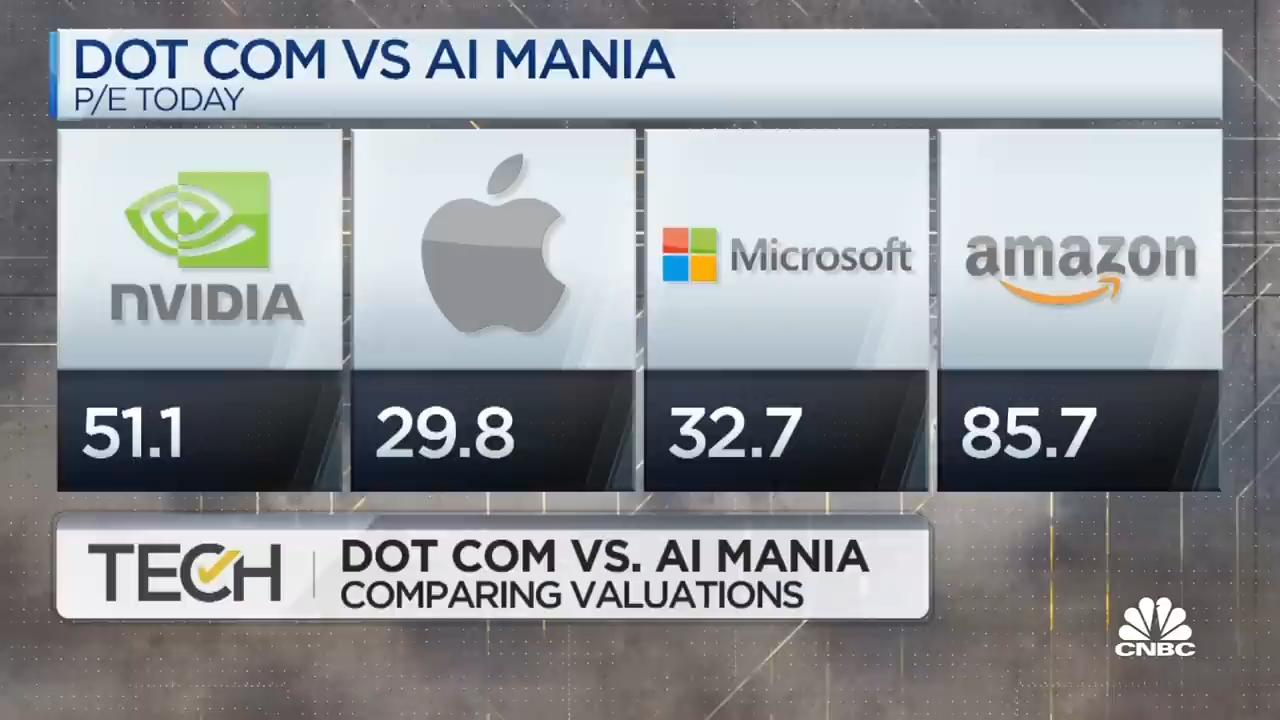 DOT COM VS AI MANIA
P/E TODAY
NVIDIA
Microsoft
amazon
51.1
29.8
32.7
85.7
TECH
DOT COM VS. AI MANIA
COMPARING VALUATIONS
CNBC